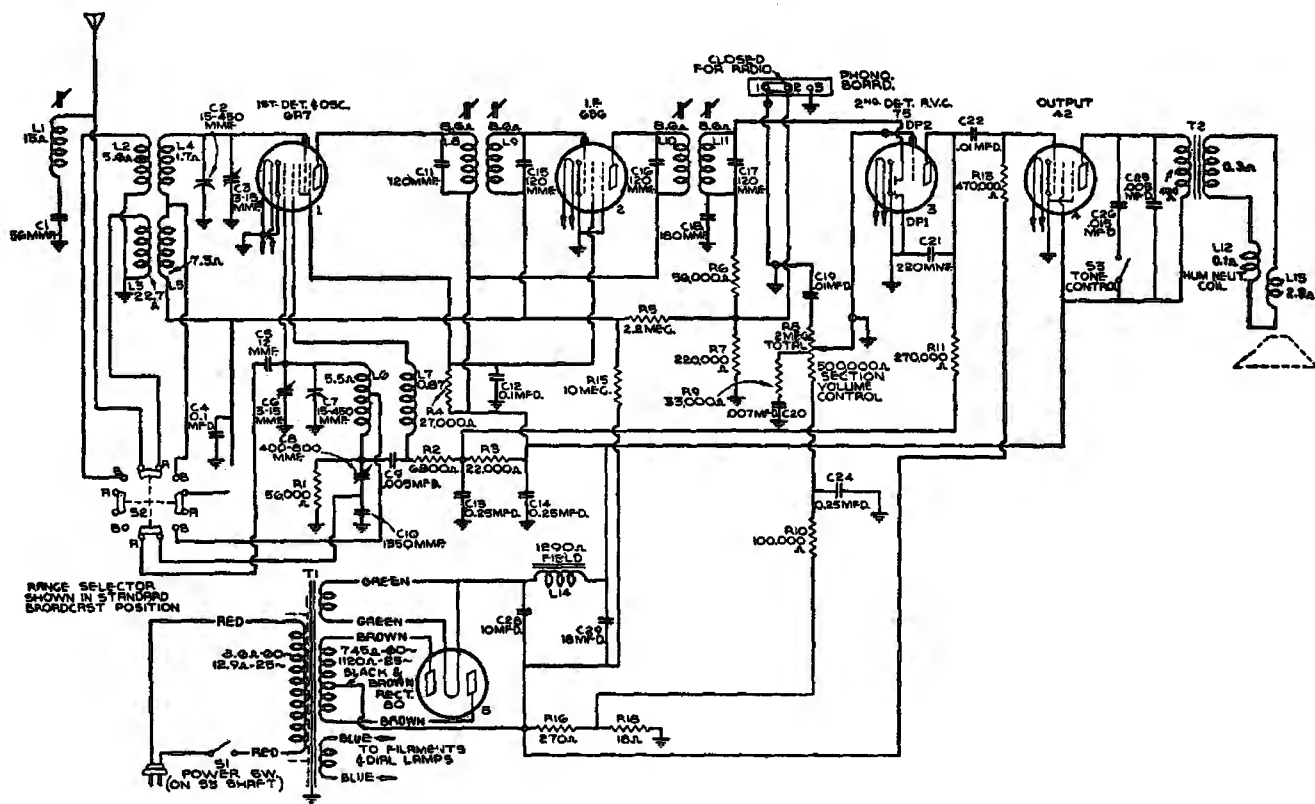 CLOSED
FOR RADIO
PHONO.
BOARD.
1 2 3
1ST. DET. & OSC.
6A7
I.F.
6D6
2ND. DET. A.V.C.
75
OUTPUT
42
L1
15Ω
C1
56MMF.
L2
L4
1.7Ω
L3
22.7
Ω
7.3Ω
L5
C2
15-450
MMF.
C3
3-15
MMF.
1
8.6Ω
L8
8.6Ω
L9
C11
120MMF.
C15
120
MMF.
2
8.6Ω
L10
8.6Ω
L11
C16
120
MMF.
C17
120
MMF.
C18
180MMF.
DP2
3
DP1
C21
220MMF.
C22
.01MFD.
470,000
Ω
C26
.015
MFD
S3
TONE
CONTROL
T2
0.3Ω
L12
0.1Ω
HUM NEUT.
COIL
2.8Ω
R5
2.2MEG.
R6
56,000
Ω
R7
220,000
Ω
C19
.01MFD
R8
2MEG
TOTAL
500,000Ω
SECTION
VOLUME
CONTROL
R9
33,000Ω
.007MFD
C20
R11
270,000
Ω
C5
12
MMF.
C6
3-15
MMF.
C7
15-450
MMF.
C8
400-800
MMF.
5.5Ω
L6
L7
0.87
R4
27,000Ω
C12
0.1MFD.
R15
10MEG.
C4
0.1
MFD.
R1
56,000
Ω
C9
.005MFD.
R2
6800Ω
R3
22,000Ω
C10
1350MMF.
C13
0.25MFD.
C14
0.25MFD.
C24
0.25MFD.
R10
100,000
Ω
B
R
B
R
S2
R
B
R
B
RANGE SELECTOR
SHOWN IN STANDARD
BROADCAST POSITION
T1
GREEN
GREEN
BROWN
745Ω-60~
1120Ω-25~
BLACK &
BROWN
RECT.
80
5
BROWN
RED
12.9Ω-25~
RED
S1
POWER SW.
(ON S3 SHAFT)
BLUE
TO FILAMENTS
& DIAL LAMPS
BLUE
1290Ω
FIELD
L14
C28
10MFD.
C29
18MFD.
R16
270Ω
R18
18Ω